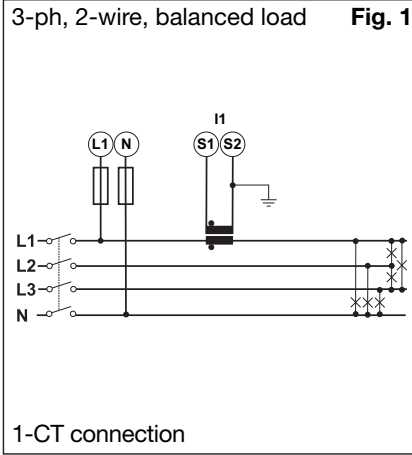 3-ph, 2-wire, balanced load Fig. 1
I1
L1 N S1 S2
L1
L2
L3
N
1-CT connection